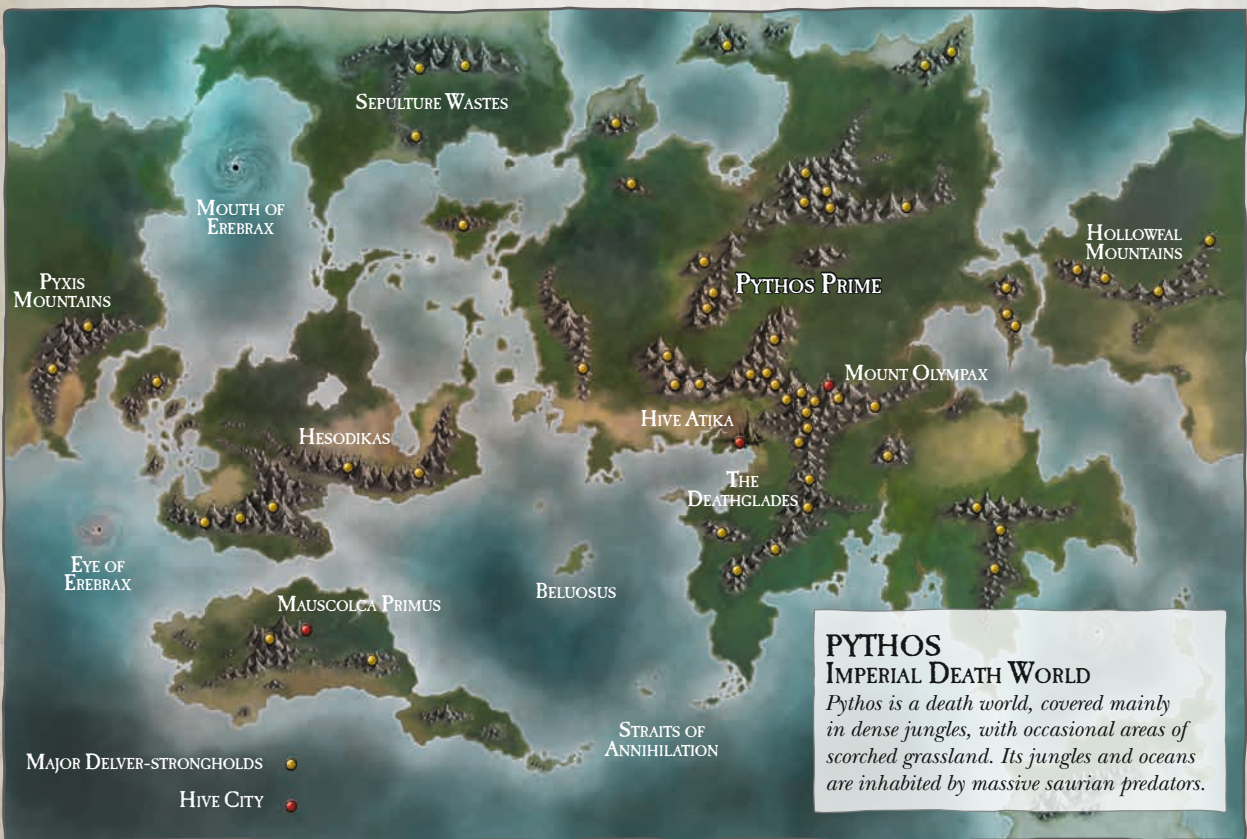 Sepulture Wastes
Mouth of
Erebrax
Hollowfal
Mountains
Pyxis
Mountains
Pythos Prime
Mount Olympax
Hive Atika
Hesodikas
The
Deathglades
Eye of
Erebrax
Beluosus
Mauscolca Primus
Straits of
Annihilation
Major Delver-strongholds
Hive City
PYTHOS
Imperial Death World
Pythos is a death world, covered mainly
in dense jungles, with occasional areas of
scorched grassland. Its jungles and oceans
are inhabited by massive saurian predators.